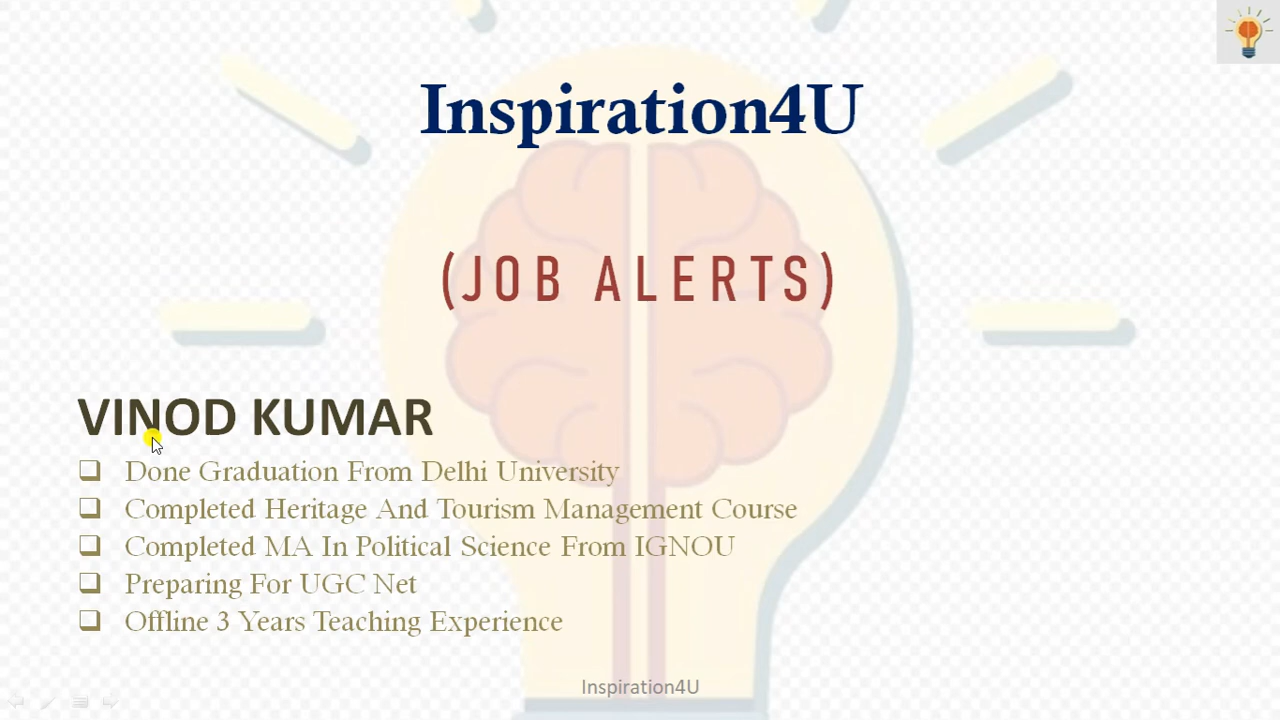 Inspiration4U
(JOB ALERTS)
VINOD KUMAR
Done Graduation From Delhi University
Completed Heritage And Tourism Management Course
Completed MA In Political Science From IGNOU
Preparing For UGC Net
Offline 3 Years Teaching Experience
Inspiration4U